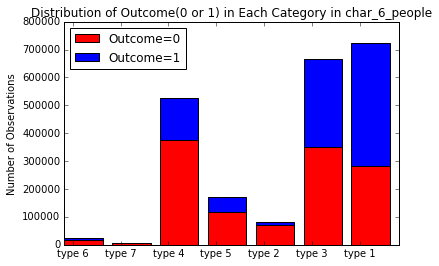 Distribution of Outcome(0 or 1) in Each Category in char_6_people
800000
700000
600000
500000
400000
300000
200000
100000
0
Number of Observations
Outcome=0
Outcome=1
type 6 type 7 type 4 type 5 type 2 type 3 type 1